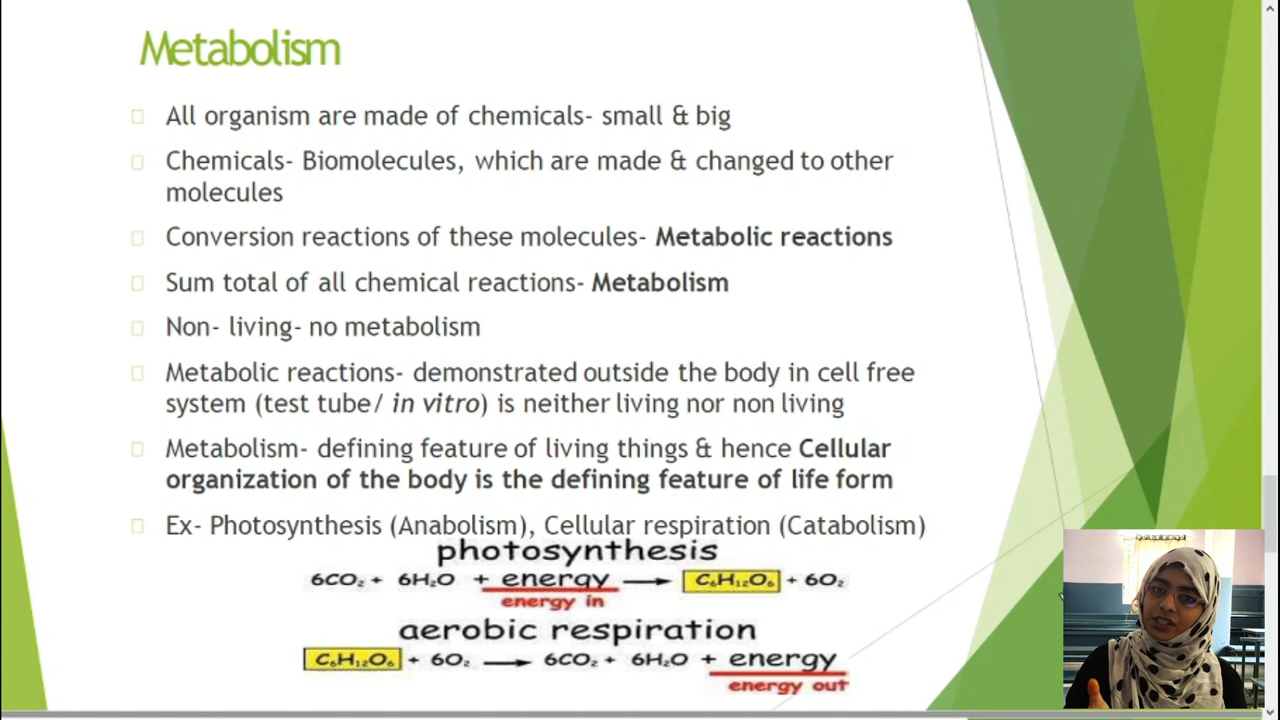 Metabolism
All organism are made of chemicals- small & big
Chemicals- Biomolecules, which are made & changed to other
molecules
Conversion reactions of these molecules- Metabolic reactions
Sum total of all chemical reactions- Metabolism
Non- living- no metabolism
Metabolic reactions- demonstrated outside the body in cell free
system (test tube/ in vitro) is neither living nor non living
Metabolism- defining feature of living things & hence Cellular
organization of the body is the defining feature of life form
Ex- Photosynthesis (Anabolism), Cellular respiration (Catabolism)
photosynthesis
6CO₂ + 6H₂O + energy → C₆H₁₂O₆ + 6O₂
energy in
aerobic respiration
C₆H₁₂O₆ + 6O₂ → 6CO₂ + 6H₂O + energy
energy out